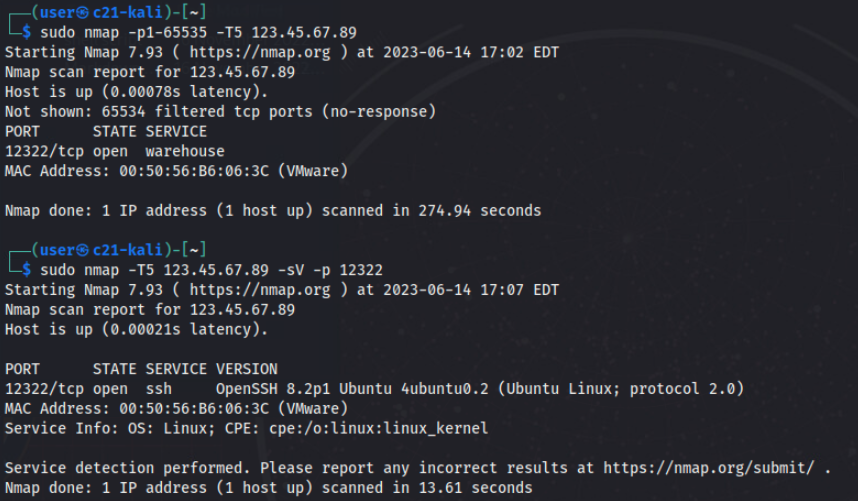 ┌──(user㉿c21-kali)-[~]
└─$ sudo nmap -p1-65535 -T5 123.45.67.89
Starting Nmap 7.93 ( https://nmap.org ) at 2023-06-14 17:02 EDT
Nmap scan report for 123.45.67.89
Host is up (0.00078s latency).
Not shown: 65534 filtered tcp ports (no-response)
PORT      STATE SERVICE
12322/tcp open  warehouse
MAC Address: 00:50:56:B6:06:3C (VMware)

Nmap done: 1 IP address (1 host up) scanned in 274.94 seconds

┌──(user㉿c21-kali)-[~]
└─$ sudo nmap -T5 123.45.67.89 -sV -p 12322
Starting Nmap 7.93 ( https://nmap.org ) at 2023-06-14 17:07 EDT
Nmap scan report for 123.45.67.89
Host is up (0.00021s latency).

PORT      STATE SERVICE VERSION
12322/tcp open  ssh     OpenSSH 8.2p1 Ubuntu 4ubuntu0.2 (Ubuntu Linux; protocol 2.0)
MAC Address: 00:50:56:B6:06:3C (VMware)
Service Info: OS: Linux; CPE: cpe:/o:linux:linux_kernel

Service detection performed. Please report any incorrect results at https://nmap.org/submit/ .
Nmap done: 1 IP address (1 host up) scanned in 13.61 seconds